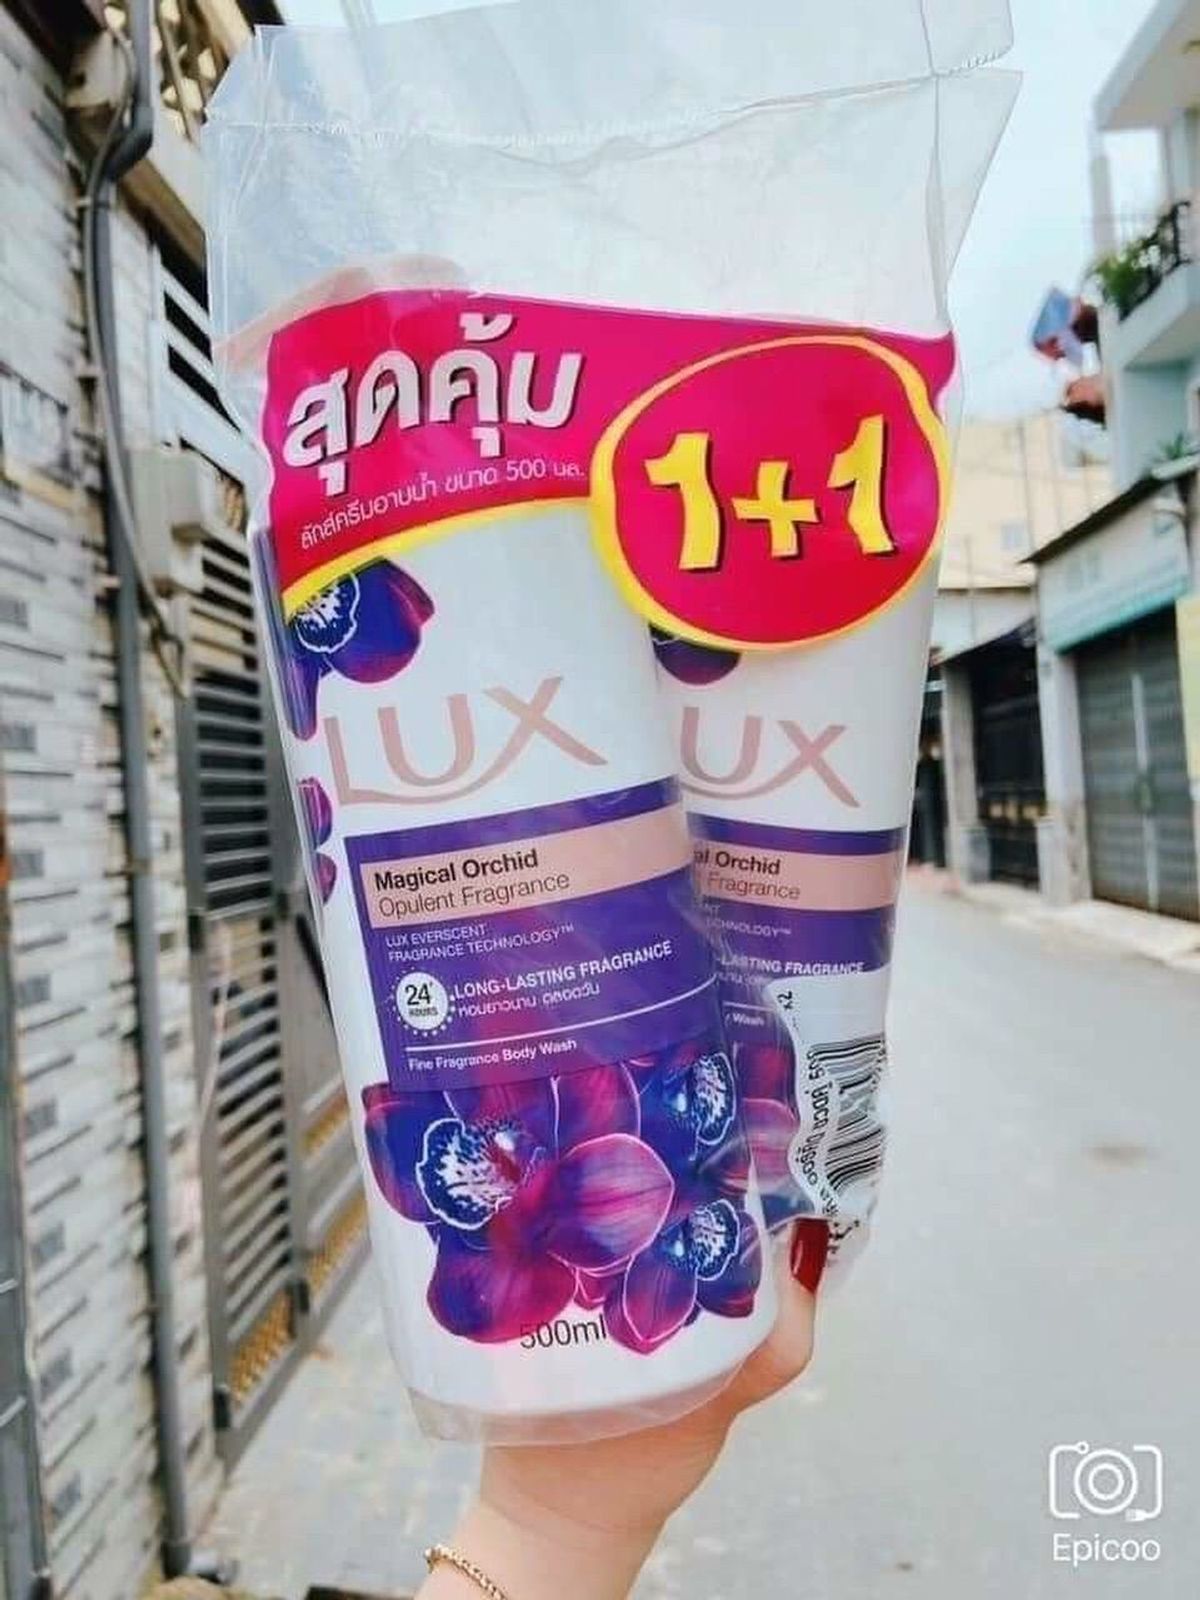 สุดคุ้ม
ลักส์ครีมอาบน้ำ ขนาด 500 มล.
1+1
LUX
Magical Orchid
Opulent Fragrance
LUX EVERSCENT
FRAGRANCE TECHNOLOGY™
24 HOURS
LONG-LASTING FRAGRANCE
หอมยาวนาน ตลอดวัน
Fine Fragrance Body Wash
500ml
UX
Orchid
Fragrance
-LASTING FRAGRANCE
Wash
x2
Epicoo